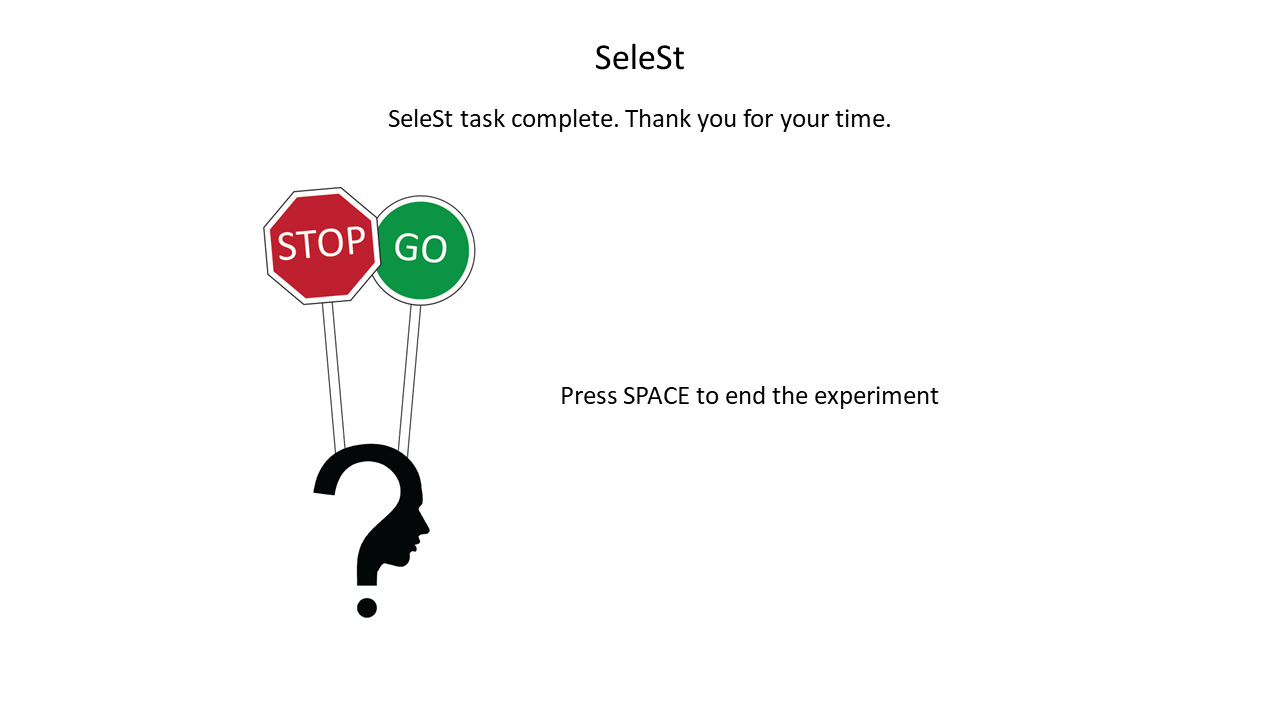 SeleSt
SeleSt task complete. Thank you for your time.
STOP
GO
Press SPACE to end the experiment